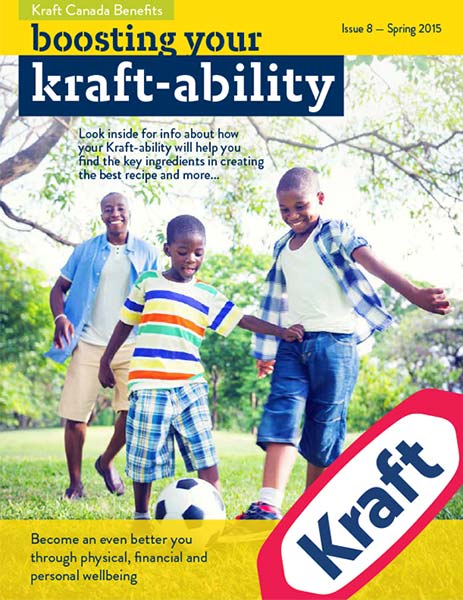 Kraft Canada Benefits
boosting your
Issue 8 — Spring 2015
kraft-ability
Look inside for info about how
your Kraft-ability will help you
find the key ingredients in creating
the best recipe and more...
Kraft
Become an even better you
through physical, financial and
personal wellbeing